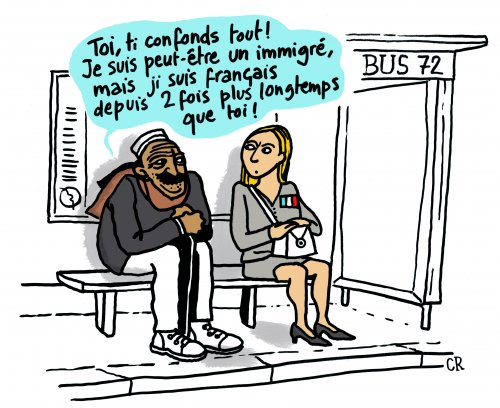 Toi, ti confonds tout!
Je suis peut-être un immigré,
mais ji suis français
depuis 2 fois plus longtemps
que toi!
BUS 72
CR